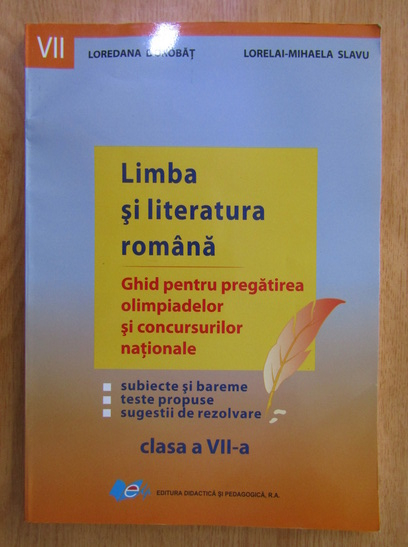 VII
LOREDANA DOROBĂȚ
LORELAI-MIHAELA SLAVU
Limba
și literatura
română
Ghid pentru pregătirea
olimpiadelor
și concursurilor
naționale
subiecte și bareme
teste propuse
sugestii de rezolvare
clasa a VII-a
EDITURA DIDACTICĂ ȘI PEDAGOGICĂ, R.A.